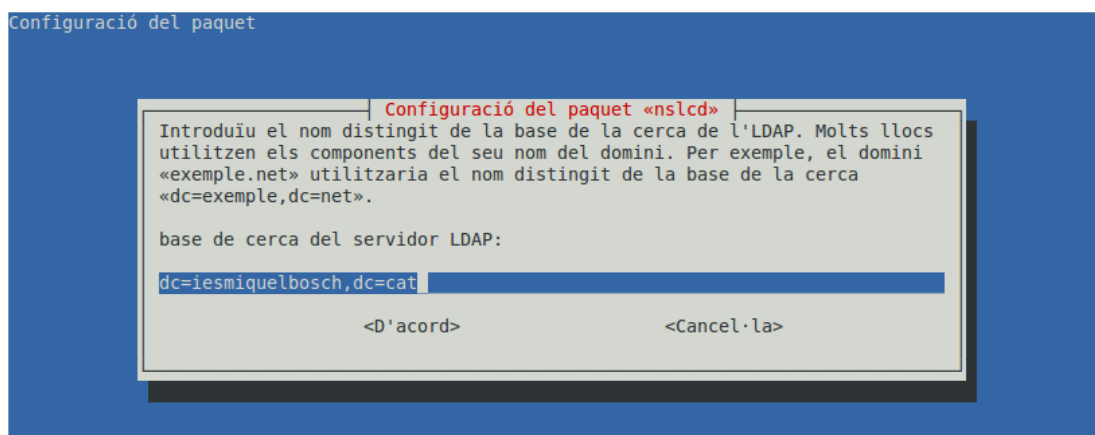 Configuració del paquet
Configuració del paquet «nslcd»
Introduïu el nom distingit de la base de la cerca de l'LDAP. Molts llocs
utilitzen els components del seu nom del domini. Per exemple, el domini
«exemple.net» utilitzaria el nom distingit de la base de la cerca
«dc=exemple,dc=net».
base de cerca del servidor LDAP:
dc=iesmiquelbosch,dc=cat
<D'acord> <Cancel·la>